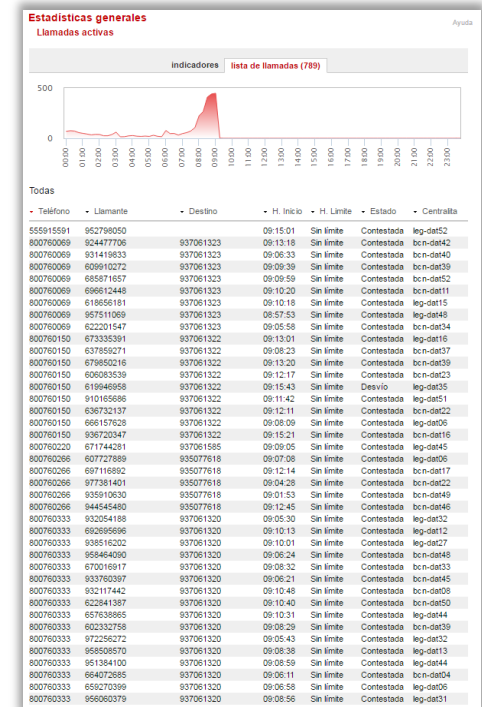 Estadísticas generales
Ayuda
Llamadas activas
indicadores lista de llamadas (789)
500
0
00:00 01:00 02:00 03:00 04:00 05:00 06:00 07:00 08:00 09:00 10:00 11:00 12:00 13:00 14:00 15:00 16:00 17:00 18:00 19:00 20:00 21:00 22:00 23:00
Todas
Teléfono Llamante Destino H. Inicio H. Limite Estado Centralita
555915591 952798050 09:15:01 Sin límite Contestada leg-dat52
800760069 924477706 937061323 09:13:18 Sin límite Contestada bcn-dat42
800760069 931419833 937061323 09:06:33 Sin límite Contestada bcn-dat40
800760069 609910272 937061323 09:09:39 Sin límite Contestada bcn-dat39
800760069 685871657 937061323 09:09:59 Sin límite Contestada bcn-dat52
800760069 696612448 937061323 09:10:20 Sin límite Contestada bcn-dat11
800760069 618656181 937061323 09:10:18 Sin límite Contestada leg-dat15
800760069 957511069 937061323 08:57:53 Sin límite Contestada leg-dat48
800760069 622201547 937061323 09:05:58 Sin límite Contestada bcn-dat34
800760150 673335391 937061322 09:13:01 Sin límite Contestada leg-dat16
800760150 637859271 937061322 09:08:23 Sin límite Contestada bcn-dat37
800760150 679850216 937061322 09:13:20 Sin límite Contestada bcn-dat39
800760150 606083539 937061322 09:12:17 Sin límite Contestada bcn-dat23
800760150 619946958 937061322 09:15:43 Sin límite Desvío leg-dat35
800760150 910165686 937061322 09:11:42 Sin límite Contestada leg-dat51
800760150 636732137 937061322 09:12:11 Sin límite Contestada bcn-dat22
800760150 666157628 937061322 09:08:09 Sin límite Contestada leg-dat06
800760150 936720347 937061322 09:15:21 Sin límite Contestada bcn-dat16
800760220 671744281 937061585 09:09:05 Sin límite Contestada leg-dat45
800760266 607727889 935077618 09:07:08 Sin límite Contestada leg-dat06
800760266 697116892 935077618 09:12:14 Sin límite Contestada bcn-dat17
800760266 977381401 935077618 09:04:28 Sin límite Contestada bcn-dat22
800760266 935910630 935077618 09:01:53 Sin límite Contestada bcn-dat49
800760266 944545480 935077618 09:12:45 Sin límite Contestada bcn-dat46
800760333 932054188 937061320 09:05:30 Sin límite Contestada leg-dat32
800760333 692695696 937061320 09:10:13 Sin límite Contestada leg-dat12
800760333 938516202 937061320 09:10:01 Sin límite Contestada leg-dat27
800760333 958464090 937061320 09:06:24 Sin límite Contestada bcn-dat48
800760333 670016917 937061320 09:08:32 Sin límite Contestada bcn-dat33
800760333 933760397 937061320 09:06:21 Sin límite Contestada bcn-dat45
800760333 932117442 937061320 09:10:48 Sin límite Contestada bcn-dat08
800760333 622841387 937061320 09:10:40 Sin límite Contestada bcn-dat50
800760333 657638865 937061320 09:10:31 Sin límite Contestada leg-dat44
800760333 602332758 937061320 09:08:29 Sin límite Contestada bcn-dat39
800760333 972256272 937061320 09:05:43 Sin límite Contestada leg-dat32
800760333 958508570 937061320 09:08:38 Sin límite Contestada leg-dat13
800760333 951384100 937061320 09:08:59 Sin límite Contestada leg-dat44
800760333 664072685 937061320 09:06:11 Sin límite Contestada bcn-dat04
800760333 659270399 937061320 09:06:58 Sin límite Contestada leg-dat06
800760333 956060379 937061320 09:08:56 Sin límite Contestada leg-dat31